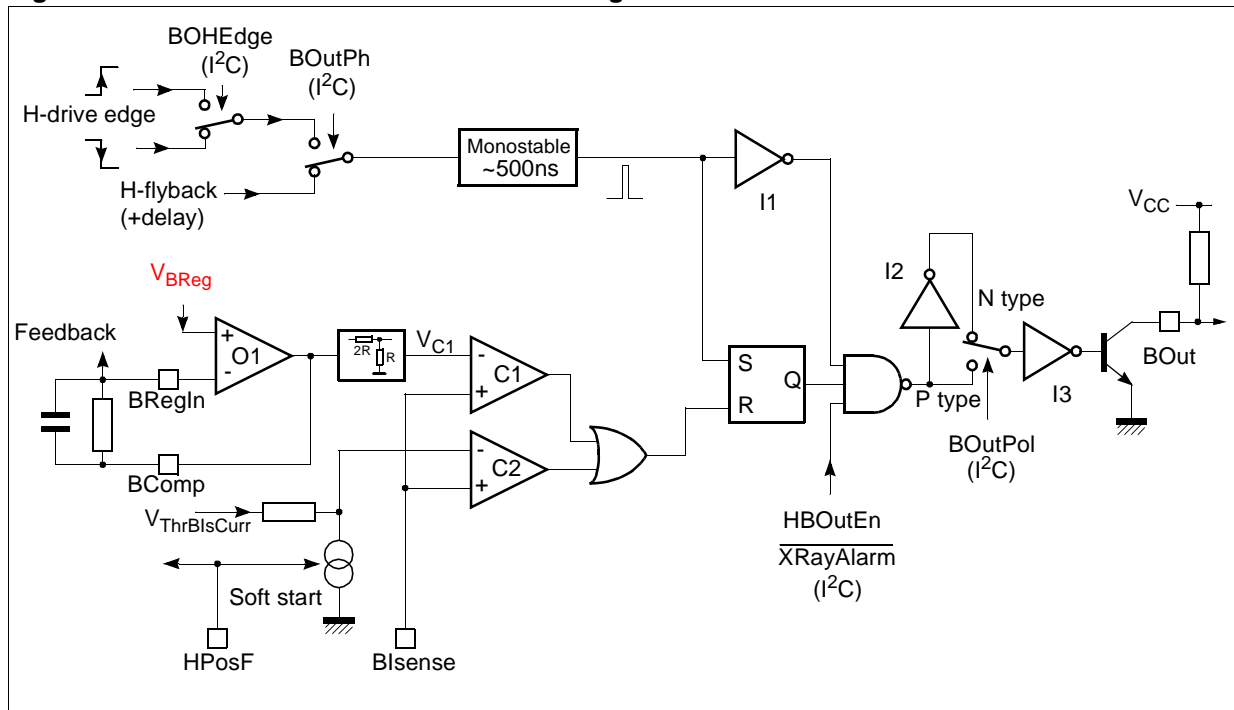 BOHEdge
(I²C)
BOutPh
(I²C)
H-drive edge
H-flyback
(+delay)
Monostable
~500ns
I1
VCC
I2
N type
VBReg
Feedback
+
O1
-
BRegIn
BComp
2R
R
VC1
-
C1
+
-
C2
+
S
Q
R
P type
I3
BOut
BOutPol
(I²C)
VThrBIsCurr
HBOutEn
XRayAlarm
(I²C)
Soft start
HPosF
BIsense